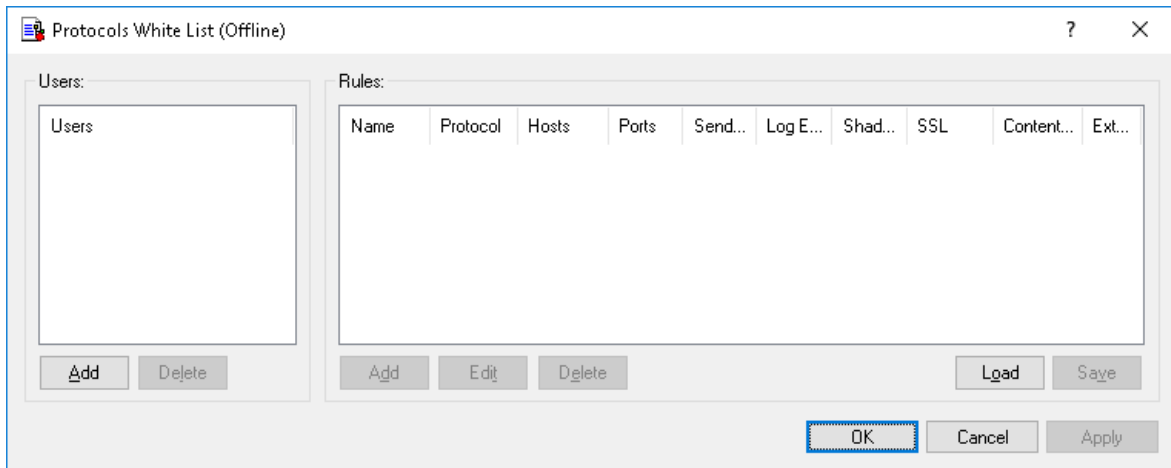 Protocols White List (Offline) ?
Users:
Users
Add Delete
Rules:
Name Protocol Hosts Ports Send... Log E... Shad... SSL Content... Ext...
Add Edit Delete Load Save
OK Cancel Apply